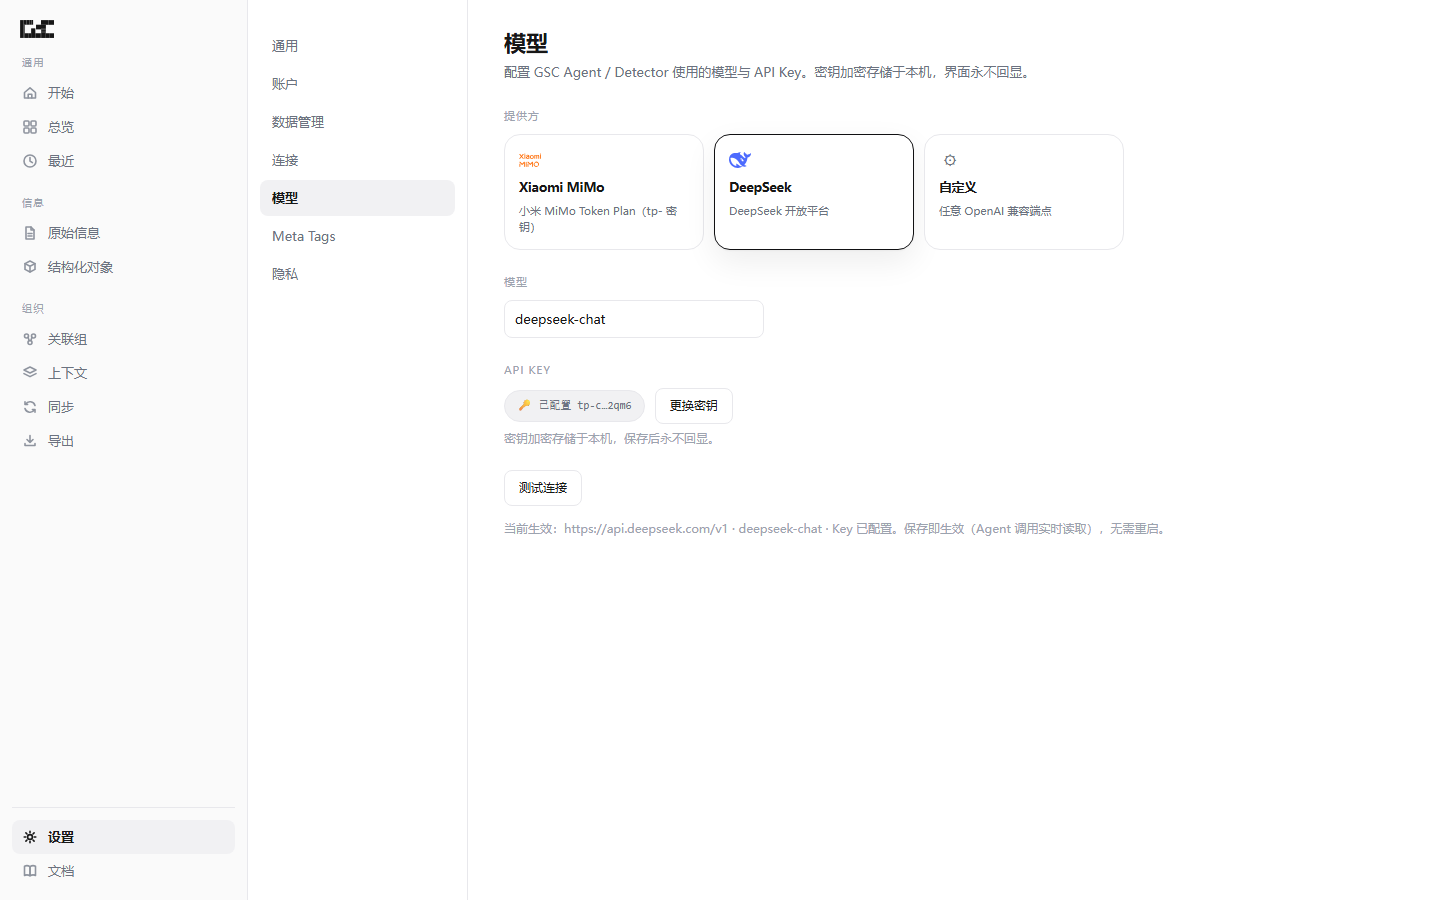 GSC
通用
开始
总览
最近
信息
原始信息
结构化对象
组织
关联组
上下文
同步
导出
设置
文档
通用
账户
数据管理
连接
模型
Meta Tags
隐私
模型
配置 GSC Agent / Detector 使用的模型与 API Key。密钥加密存储于本机，界面永不回显。
提供方
Xiaomi
MiMO
Xiaomi MiMo
小米 MiMo Token Plan（tp- 密
钥）
DeepSeek
DeepSeek 开放平台
自定义
任意 OpenAI 兼容端点
模型
deepseek-chat
API KEY
已配置 tp-c…2qm6
更换密钥
密钥加密存储于本机，保存后永不回显。
测试连接
当前生效：https://api.deepseek.com/v1 · deepseek-chat · Key 已配置。保存即生效（Agent 调用实时读取），无需重启。